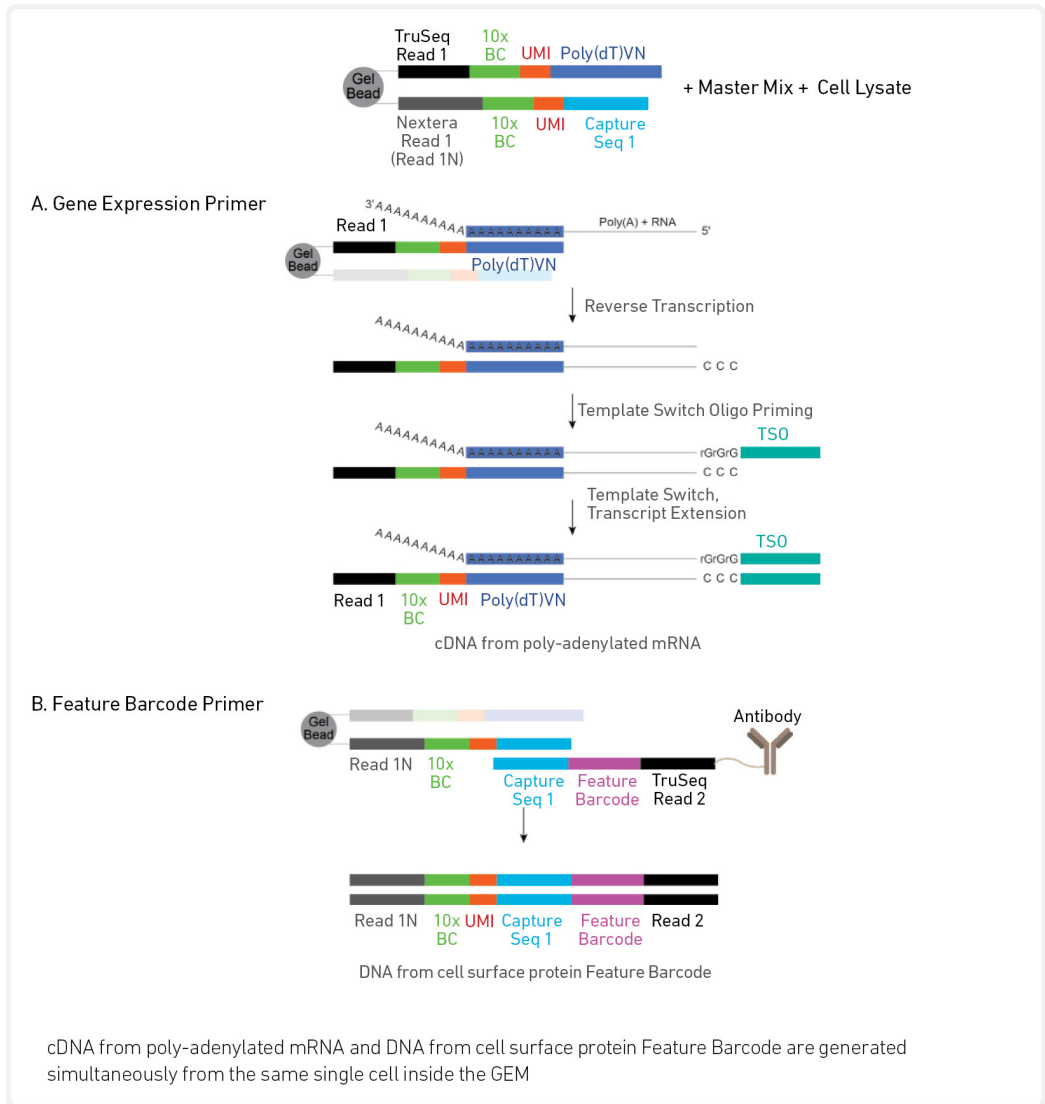 TruSeq
Read 1
10x
BC
UMI
Poly(dT)VN
Gel
Bead
+ Master Mix + Cell Lysate
Nextera
Read 1
(Read 1N)
10x
BC
UMI
Capture
Seq 1
A. Gene Expression Primer
3' A A A A A A A A A A
A A A A A A A A A A
Poly(A) + RNA
5'
Read 1
Gel
Bead
Poly(dT)VN
Reverse Transcription
A A A A A A A A A A
A A A A A A A A A A
C C C
Template Switch Oligo Priming
TSO
A A A A A A A A A A
A A A A A A A A A A
rGrGrG
C C C
Template Switch,
Transcript Extension
TSO
A A A A A A A A A A
A A A A A A A A A A
rGrGrG
C C C
Read 1
10x
BC
UMI
Poly(dT)VN
cDNA from poly-adenylated mRNA
B. Feature Barcode Primer
Gel
Bead
Antibody
Read 1N
10x
BC
Capture
Seq 1
Feature
Barcode
TruSeq
Read 2
Read 1N
10x
BC
UMI
Capture
Seq 1
Feature
Barcode
Read 2
DNA from cell surface protein Feature Barcode
cDNA from poly-adenylated mRNA and DNA from cell surface protein Feature Barcode are generated
simultaneously from the same single cell inside the GEM